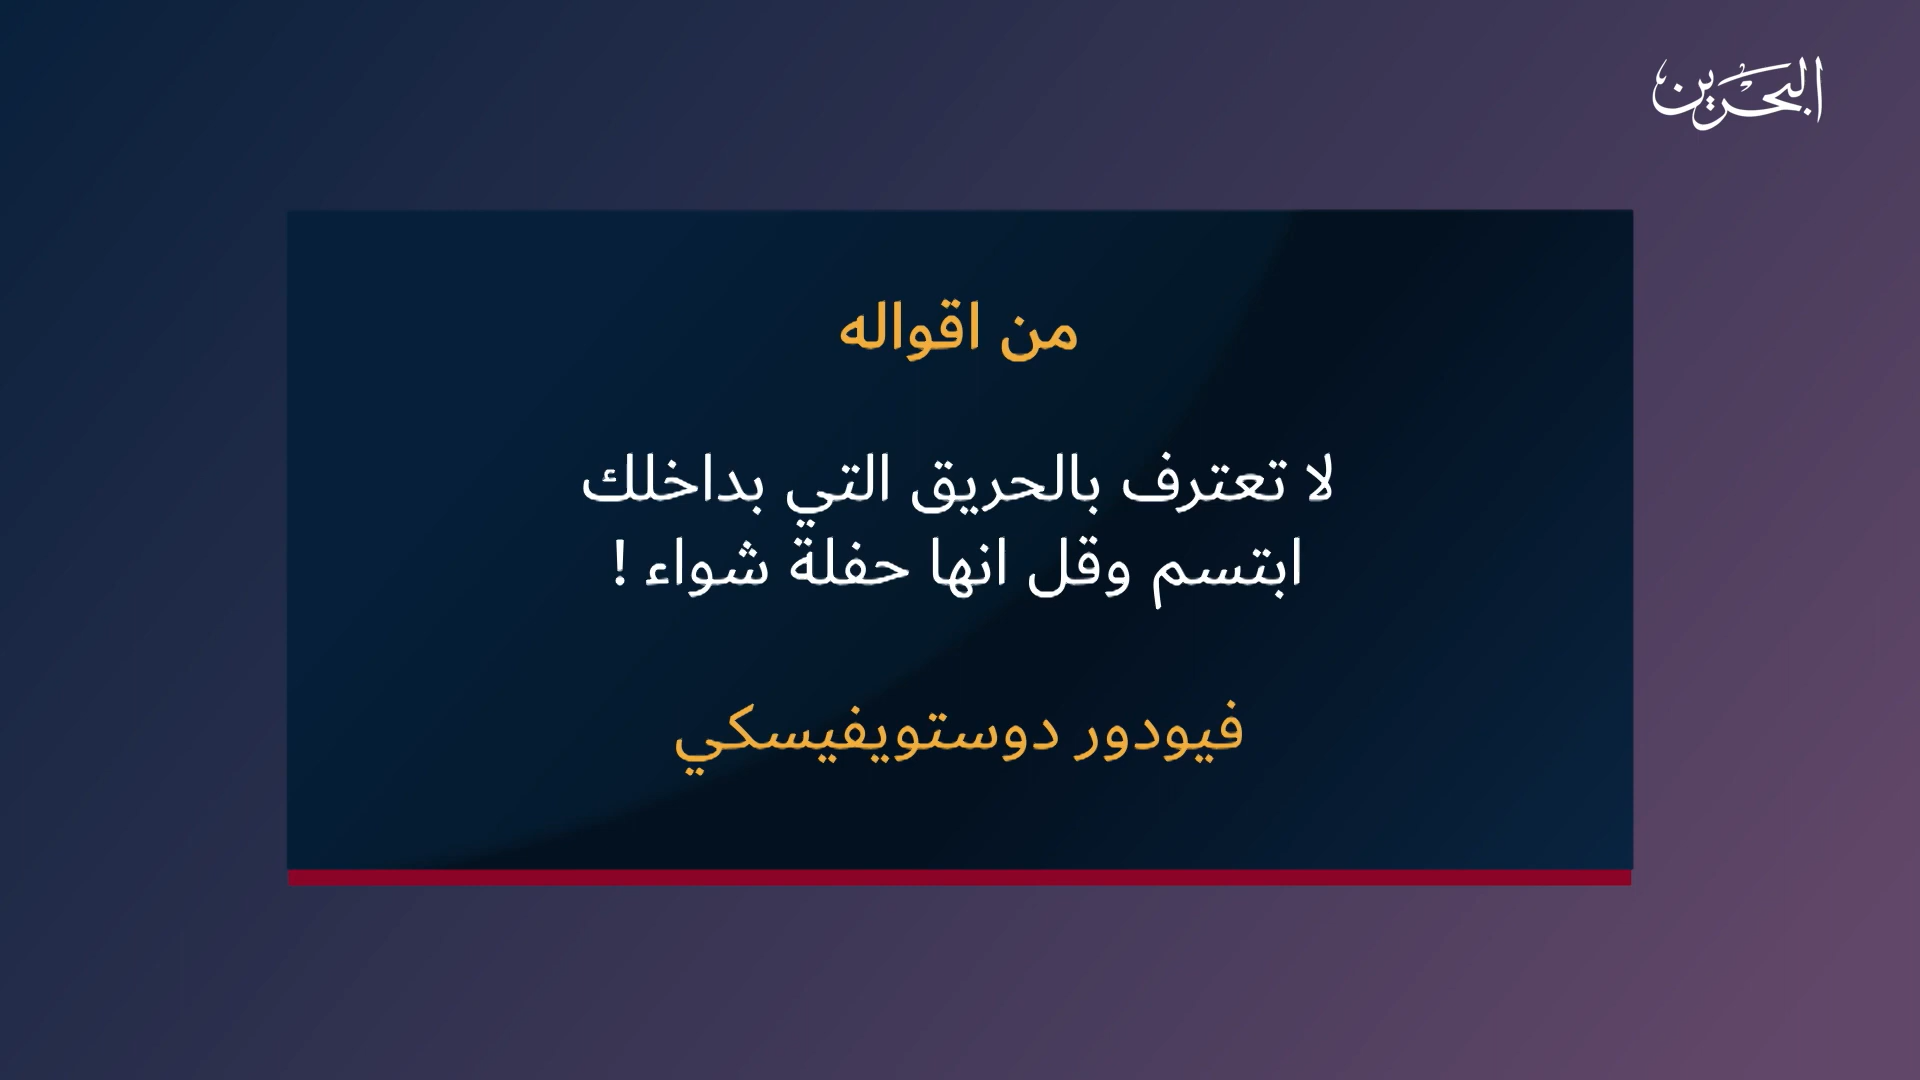 البحرين
من اقواله
لا تعترف بالحريق التي بداخلك
ابتسم وقل انها حفلة شواء !
فيودور دوستويفيسكي